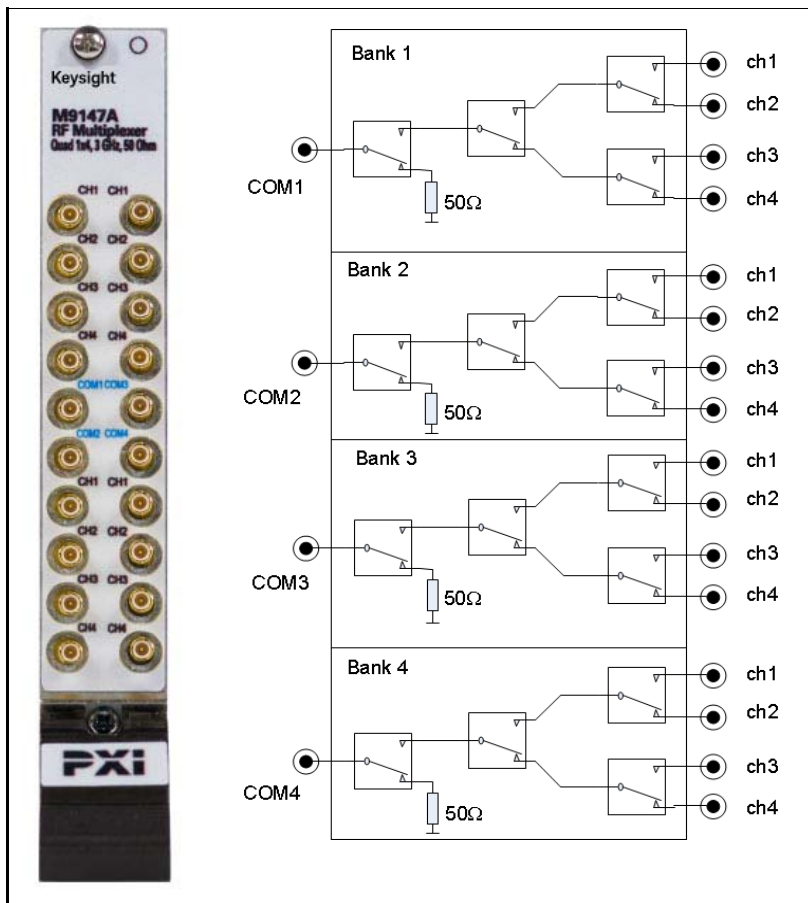 Keysight
M9147A
RF Multiplexer
Quad 1x4, 3 GHz, 50 Ohm
CH1 CH1
CH2 CH2
CH3 CH3
CH4 CH4
COM1 COM3
COM2 COM4
CH1 CH1
CH2 CH2
CH3 CH3
CH4 CH4
PXI
Bank 1
COM1
50Ω
ch1
ch2
ch3
ch4
Bank 2
COM2
50Ω
ch1
ch2
ch3
ch4
Bank 3
COM3
50Ω
ch1
ch2
ch3
ch4
Bank 4
COM4
50Ω
ch1
ch2
ch3
ch4